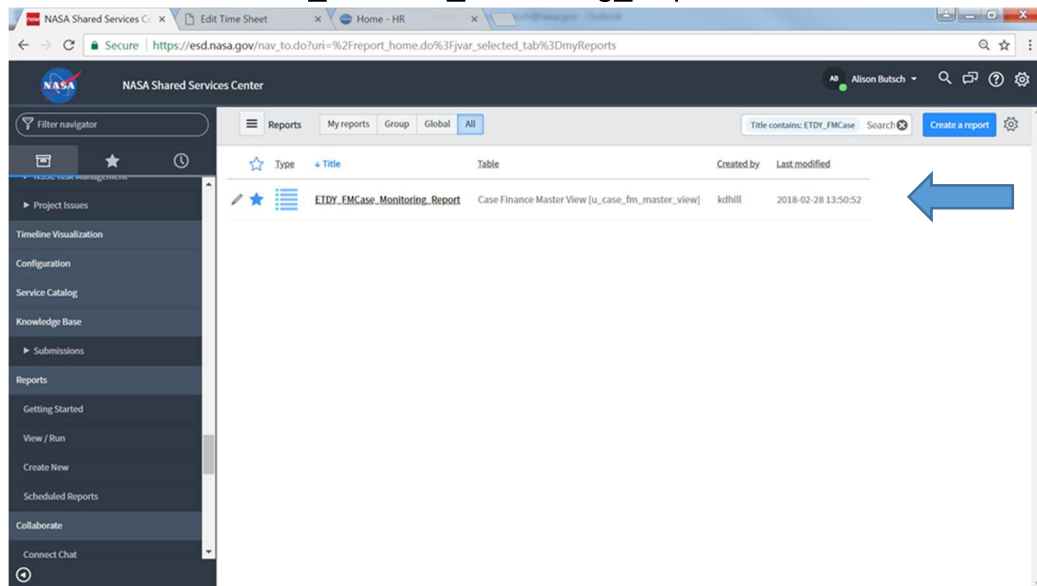 NASA Shared Services Ce
Edit Time Sheet
Home - HR
Secure https://esd.nasa.gov/nav_to.do?uri=%2Freport_home.do%3Fjvar_selected_tab%3DmyReports
NASA
NASA Shared Services Center
AB Alison Butsch
Filter navigator
Reports My reports Group Global All
Title contains: ETDY_FMCase Search Create a report
Type Title Table Created by Last modified
ETDY_FMCase_Monitoring_Report Case Finance Master View [u_case_fm_master_view] kdhill 2018-02-28 13:50:52
NSSC Risk Management
Project Issues
Timeline Visualization
Configuration
Service Catalog
Knowledge Base
Submissions
Reports
Getting Started
View / Run
Create New
Scheduled Reports
Collaborate
Connect Chat